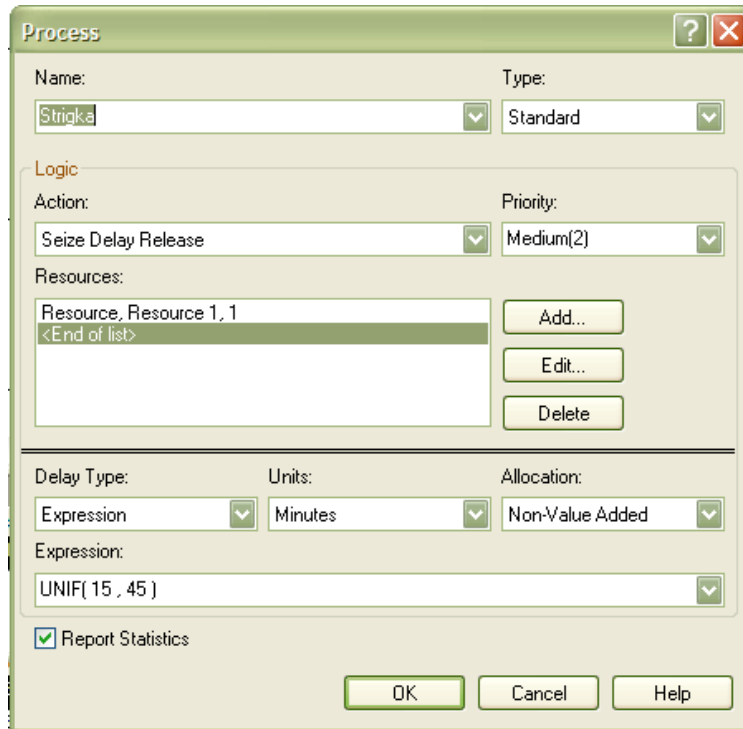 Process
Name: Type:
Strigka Standard
Logic
Action: Priority:
Seize Delay Release Medium(2)
Resources:
Resource, Resource 1, 1
<End of list>
Add...
Edit...
Delete
Delay Type: Units: Allocation:
Expression Minutes Non-Value Added
Expression:
UNIF( 15 , 45 )
Report Statistics
OK Cancel Help